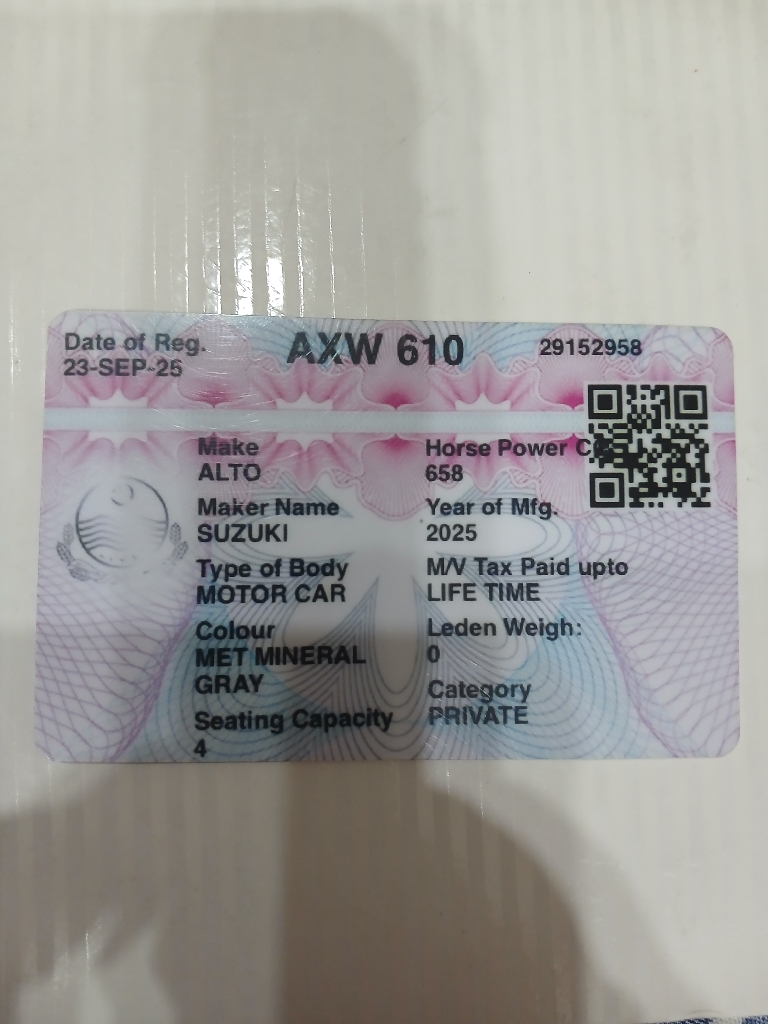 Date of Reg.
23-SEP-25
AXW 610
29152958
Make
ALTO
Horse Power
658
Maker Name
SUZUKI
Year of Mfg.
2025
Type of Body
MOTOR CAR
M/V Tax Paid upto
LIFE TIME
Colour
MET MINERAL
GRAY
Leden Weigh:
0
Category
PRIVATE
Seating Capacity
4